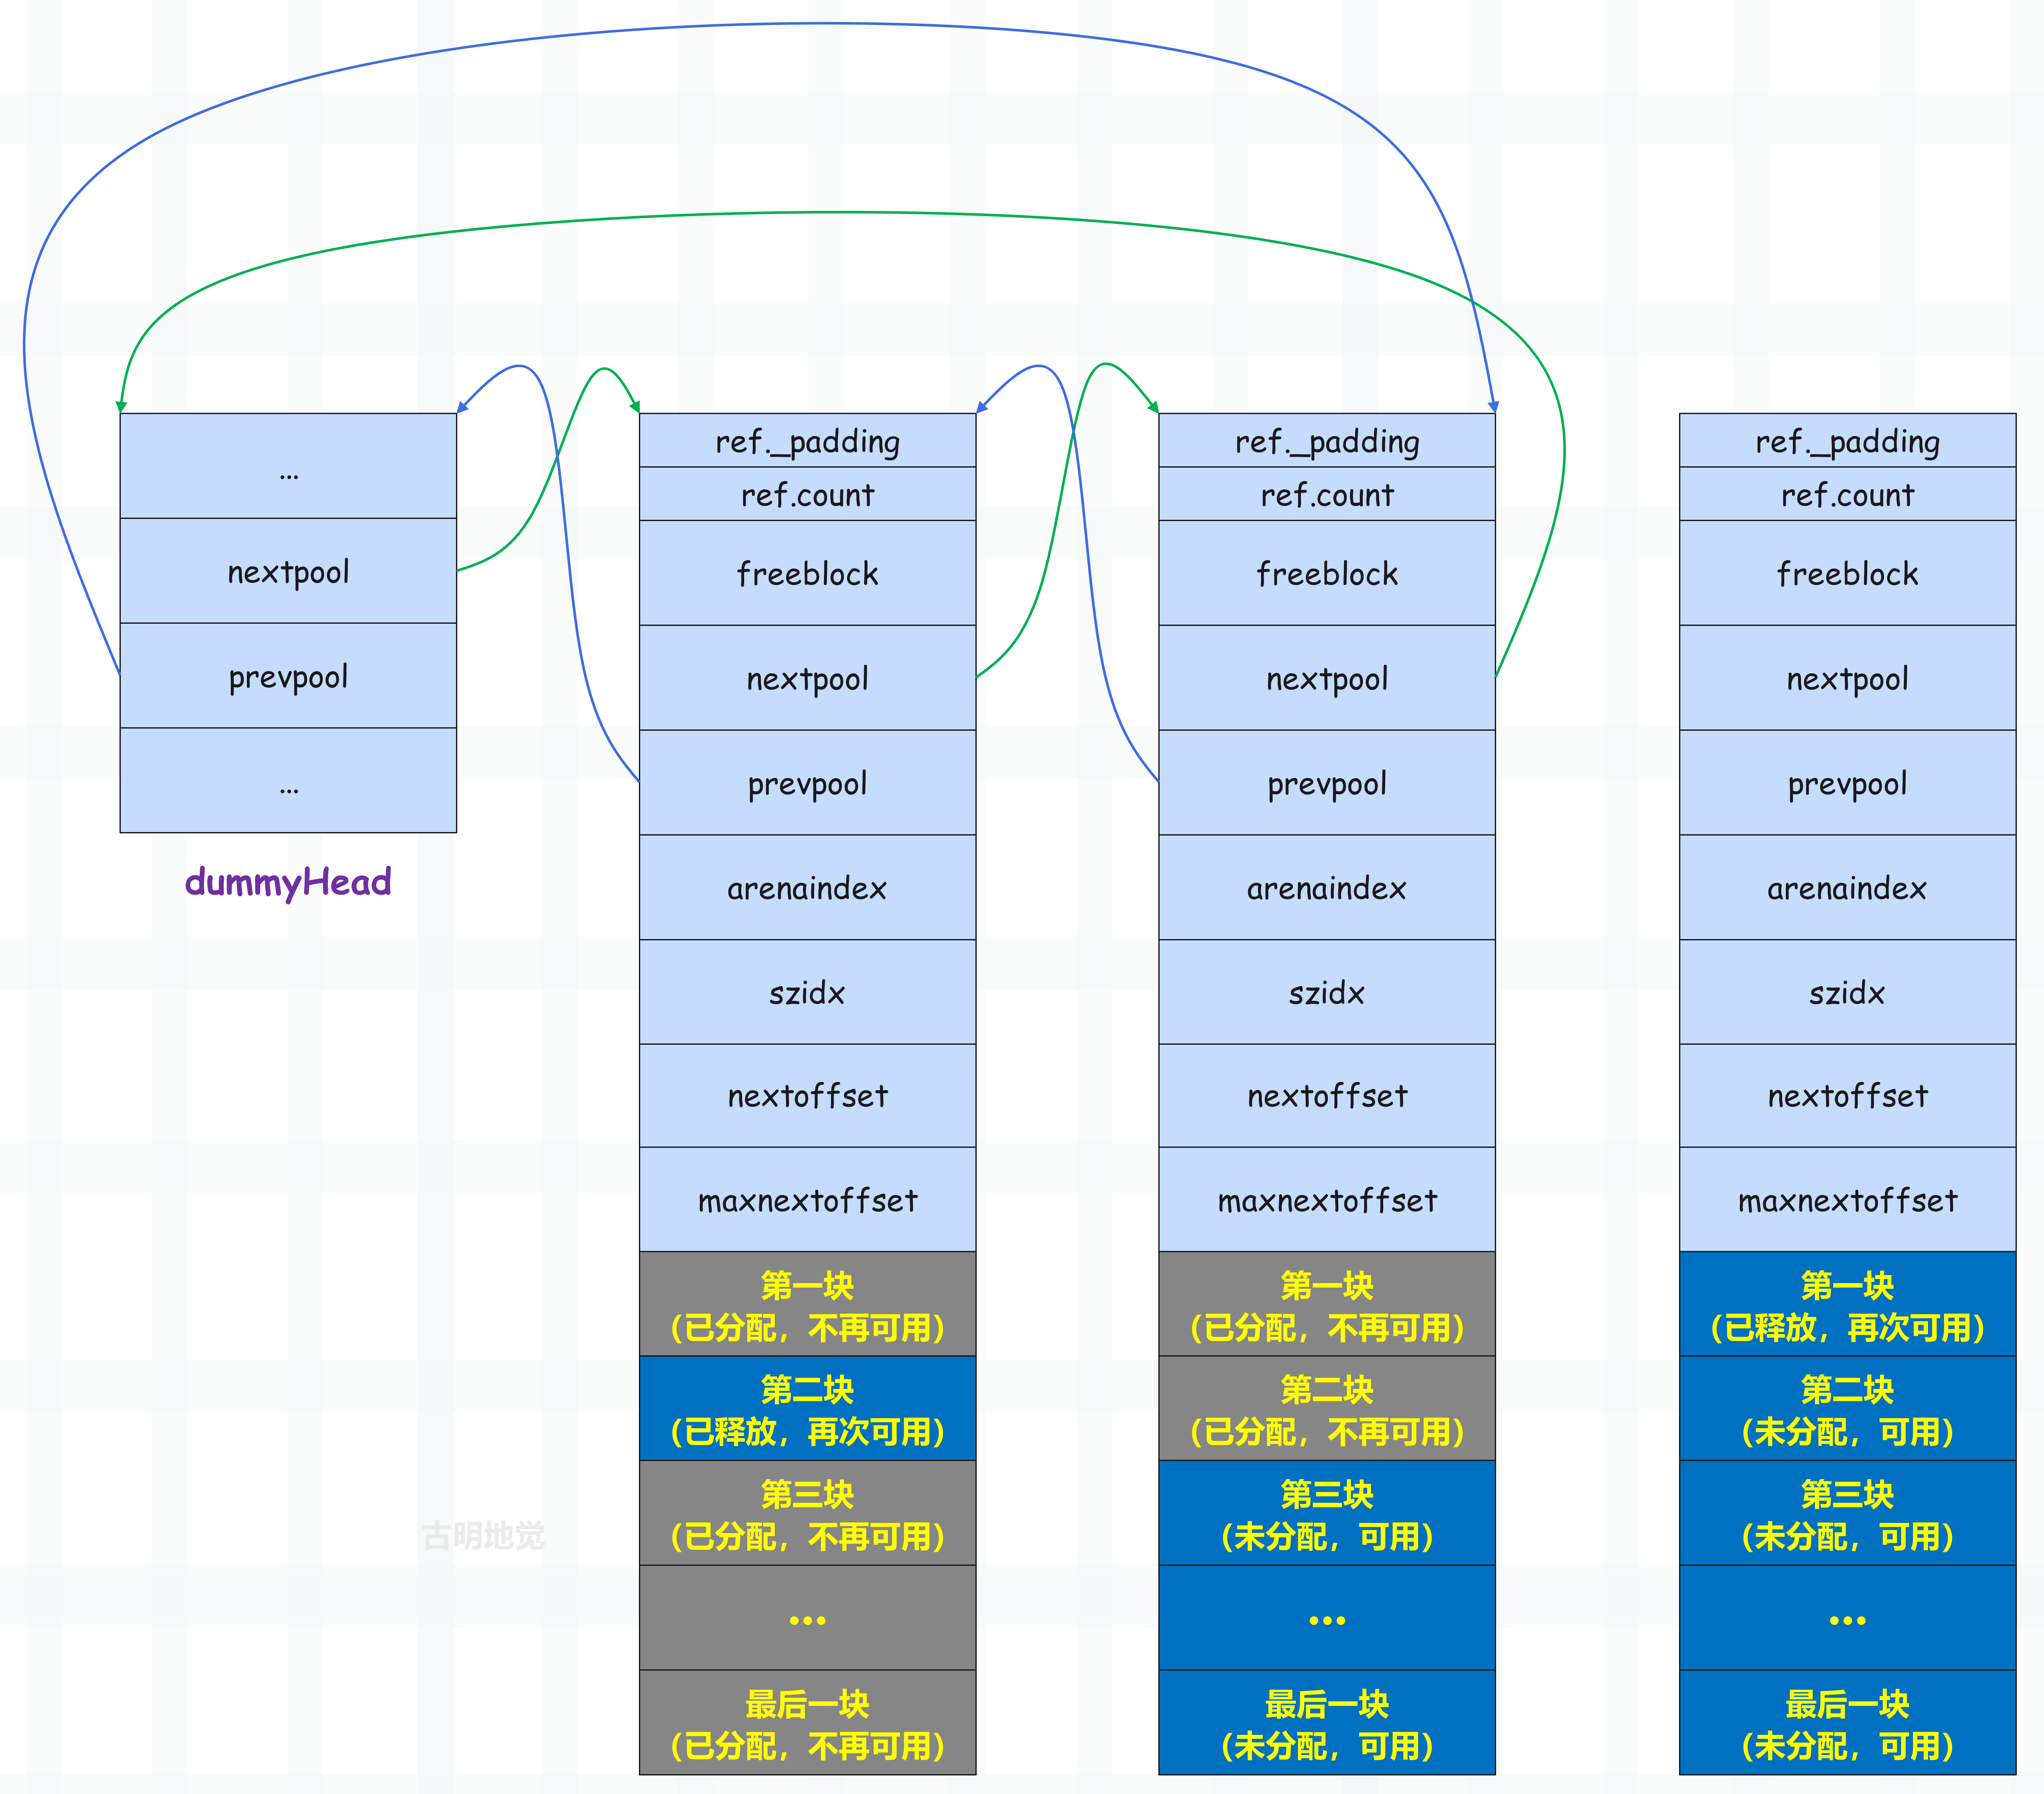 ...
nextpool
prevpool
...
dummyHead
ref._padding
ref.count
freeblock
nextpool
prevpool
arenaindex
szidx
nextoffset
maxnextoffset
第一块
（已分配，不再可用）
第二块
（已释放，再次可用）
第三块
（已分配，不再可用）
...
最后一块
（已分配，不再可用）
ref._padding
ref.count
freeblock
nextpool
prevpool
arenaindex
szidx
nextoffset
maxnextoffset
第一块
（已分配，不再可用）
第二块
（已分配，不再可用）
第三块
（未分配，可用）
...
最后一块
（未分配，可用）
ref._padding
ref.count
freeblock
nextpool
prevpool
arenaindex
szidx
nextoffset
maxnextoffset
第一块
（已释放，再次可用）
第二块
（未分配，可用）
第三块
（未分配，可用）
...
最后一块
（未分配，可用）
古明地觉